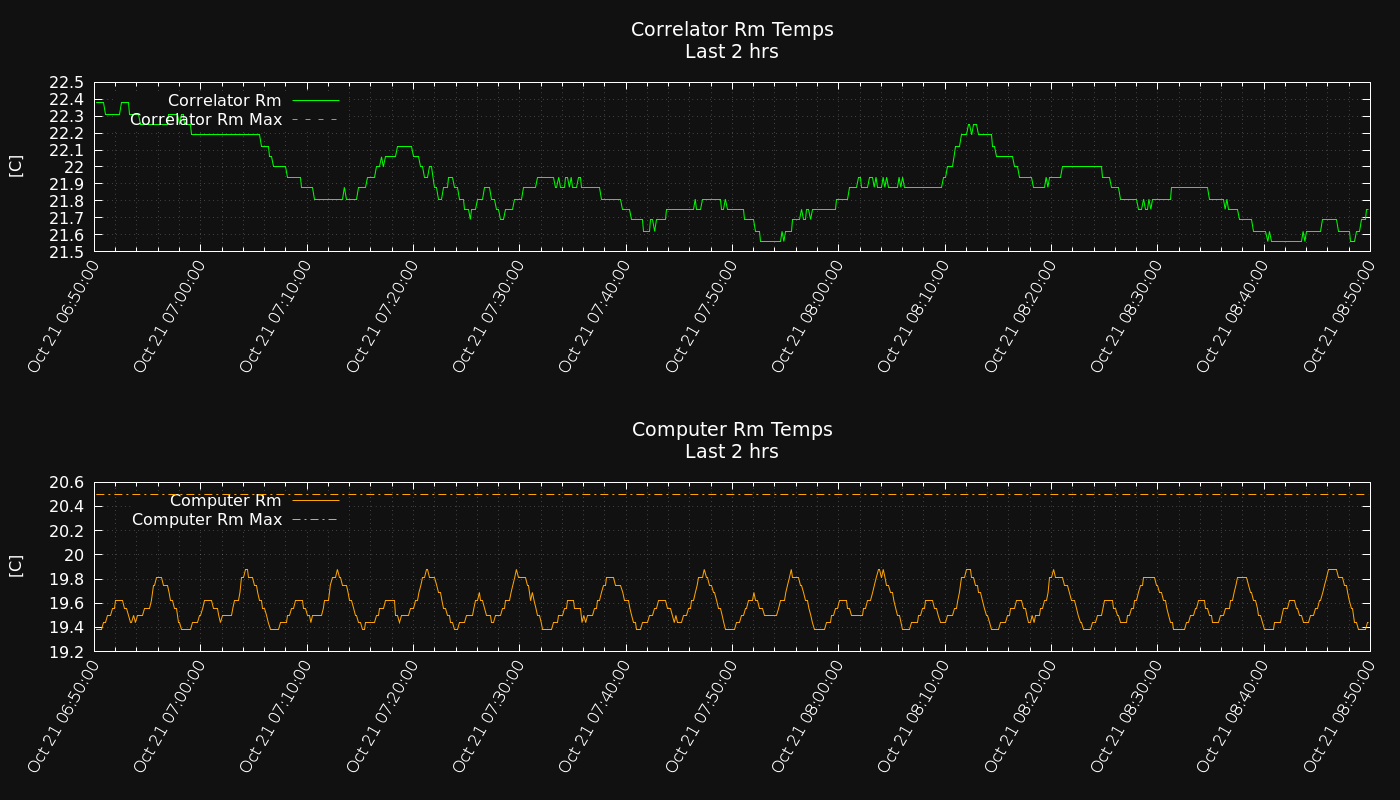 Correlator Rm Temps
Last 2 hrs
22.5
22.4
22.3
22.2
22.1
22
21.9
21.8
21.7
21.6
21.5
[C]
Correlator Rm
Correlator Rm Max
Oct 21 06:50:00
Oct 21 07:00:00
Oct 21 07:10:00
Oct 21 07:20:00
Oct 21 07:30:00
Oct 21 07:40:00
Oct 21 07:50:00
Oct 21 08:00:00
Oct 21 08:10:00
Oct 21 08:20:00
Oct 21 08:30:00
Oct 21 08:40:00
Oct 21 08:50:00
Computer Rm Temps
Last 2 hrs
20.6
20.4
20.2
20
19.8
19.6
19.4
19.2
[C]
Computer Rm
Computer Rm Max
Oct 21 06:50:00
Oct 21 07:00:00
Oct 21 07:10:00
Oct 21 07:20:00
Oct 21 07:30:00
Oct 21 07:40:00
Oct 21 07:50:00
Oct 21 08:00:00
Oct 21 08:10:00
Oct 21 08:20:00
Oct 21 08:30:00
Oct 21 08:40:00
Oct 21 08:50:00